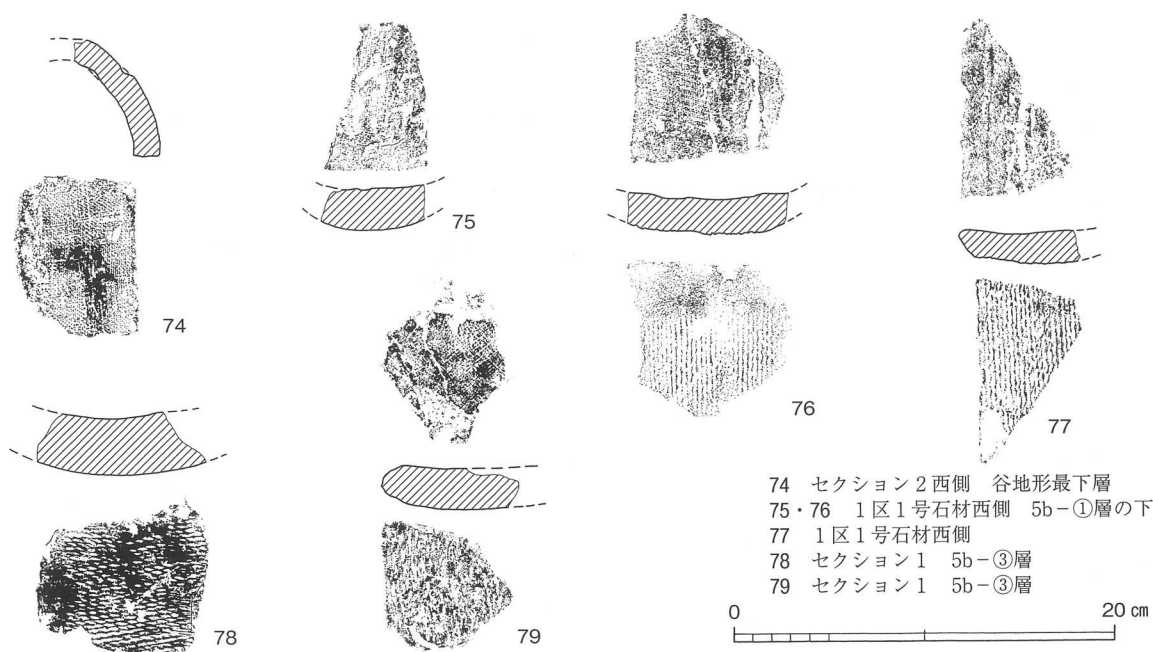 74
75
76
77
78
79
74 セクション2西側 谷地形最下層
75・76 1区1号石材西側 5b-①層の下
77 1区1号石材西側
78 セクション1 5b-③層
79 セクション1 5b-③層
0 20 cm